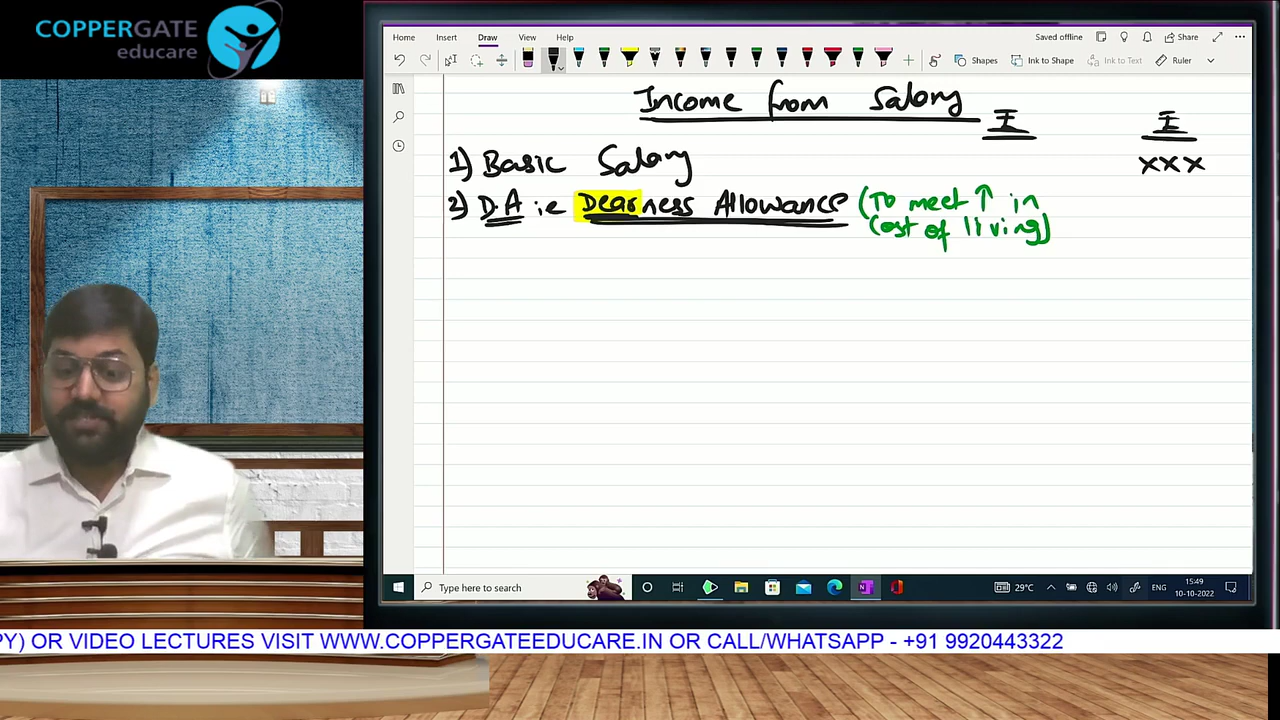 COPPERGATE
educare
Home Insert Draw View Help
Saved offline
Share
Shapes
Ink to Shape
Ink to Text
Ruler
Income from Salary
I I
1) Basic Salary xxx
2) D.A ie Dearness Allowance (To meet ↑ in
cost of living)
Type here to search
29°C
ENG
15:49
10-10-2022
PY) OR VIDEO LECTURES VISIT WWW.COPPERGATEEDUCARE.IN OR CALL/WHATSAPP - +91 9920443322